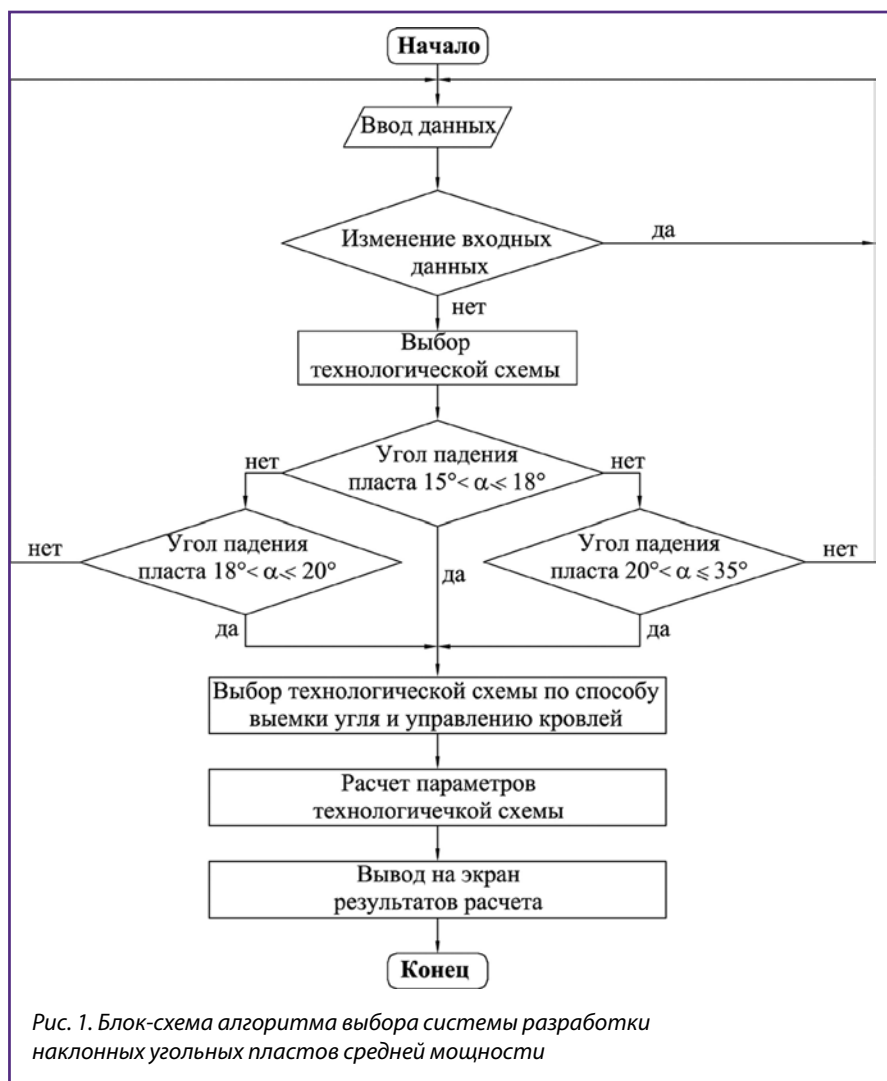 Начало
Ввод данных
Изменение входных
данных
да
нет
Выбор
технологической схемы
Угол падения
пласта 15°< α ⩽ 18°
нет
нет
Угол падения
пласта 18°< α ⩽ 20°
нет
да
Угол падения
пласта 20°< α ⩽ 35°
нет
да
да
Выбор технологической схемы по способу
выемки угля и управлению кровлей
Расчет параметров
технологичечкой схемы
Вывод на экран
результатов расчета
Конец
Рис. 1. Блок-схема алгоритма выбора системы разработки
наклонных угольных пластов средней мощности